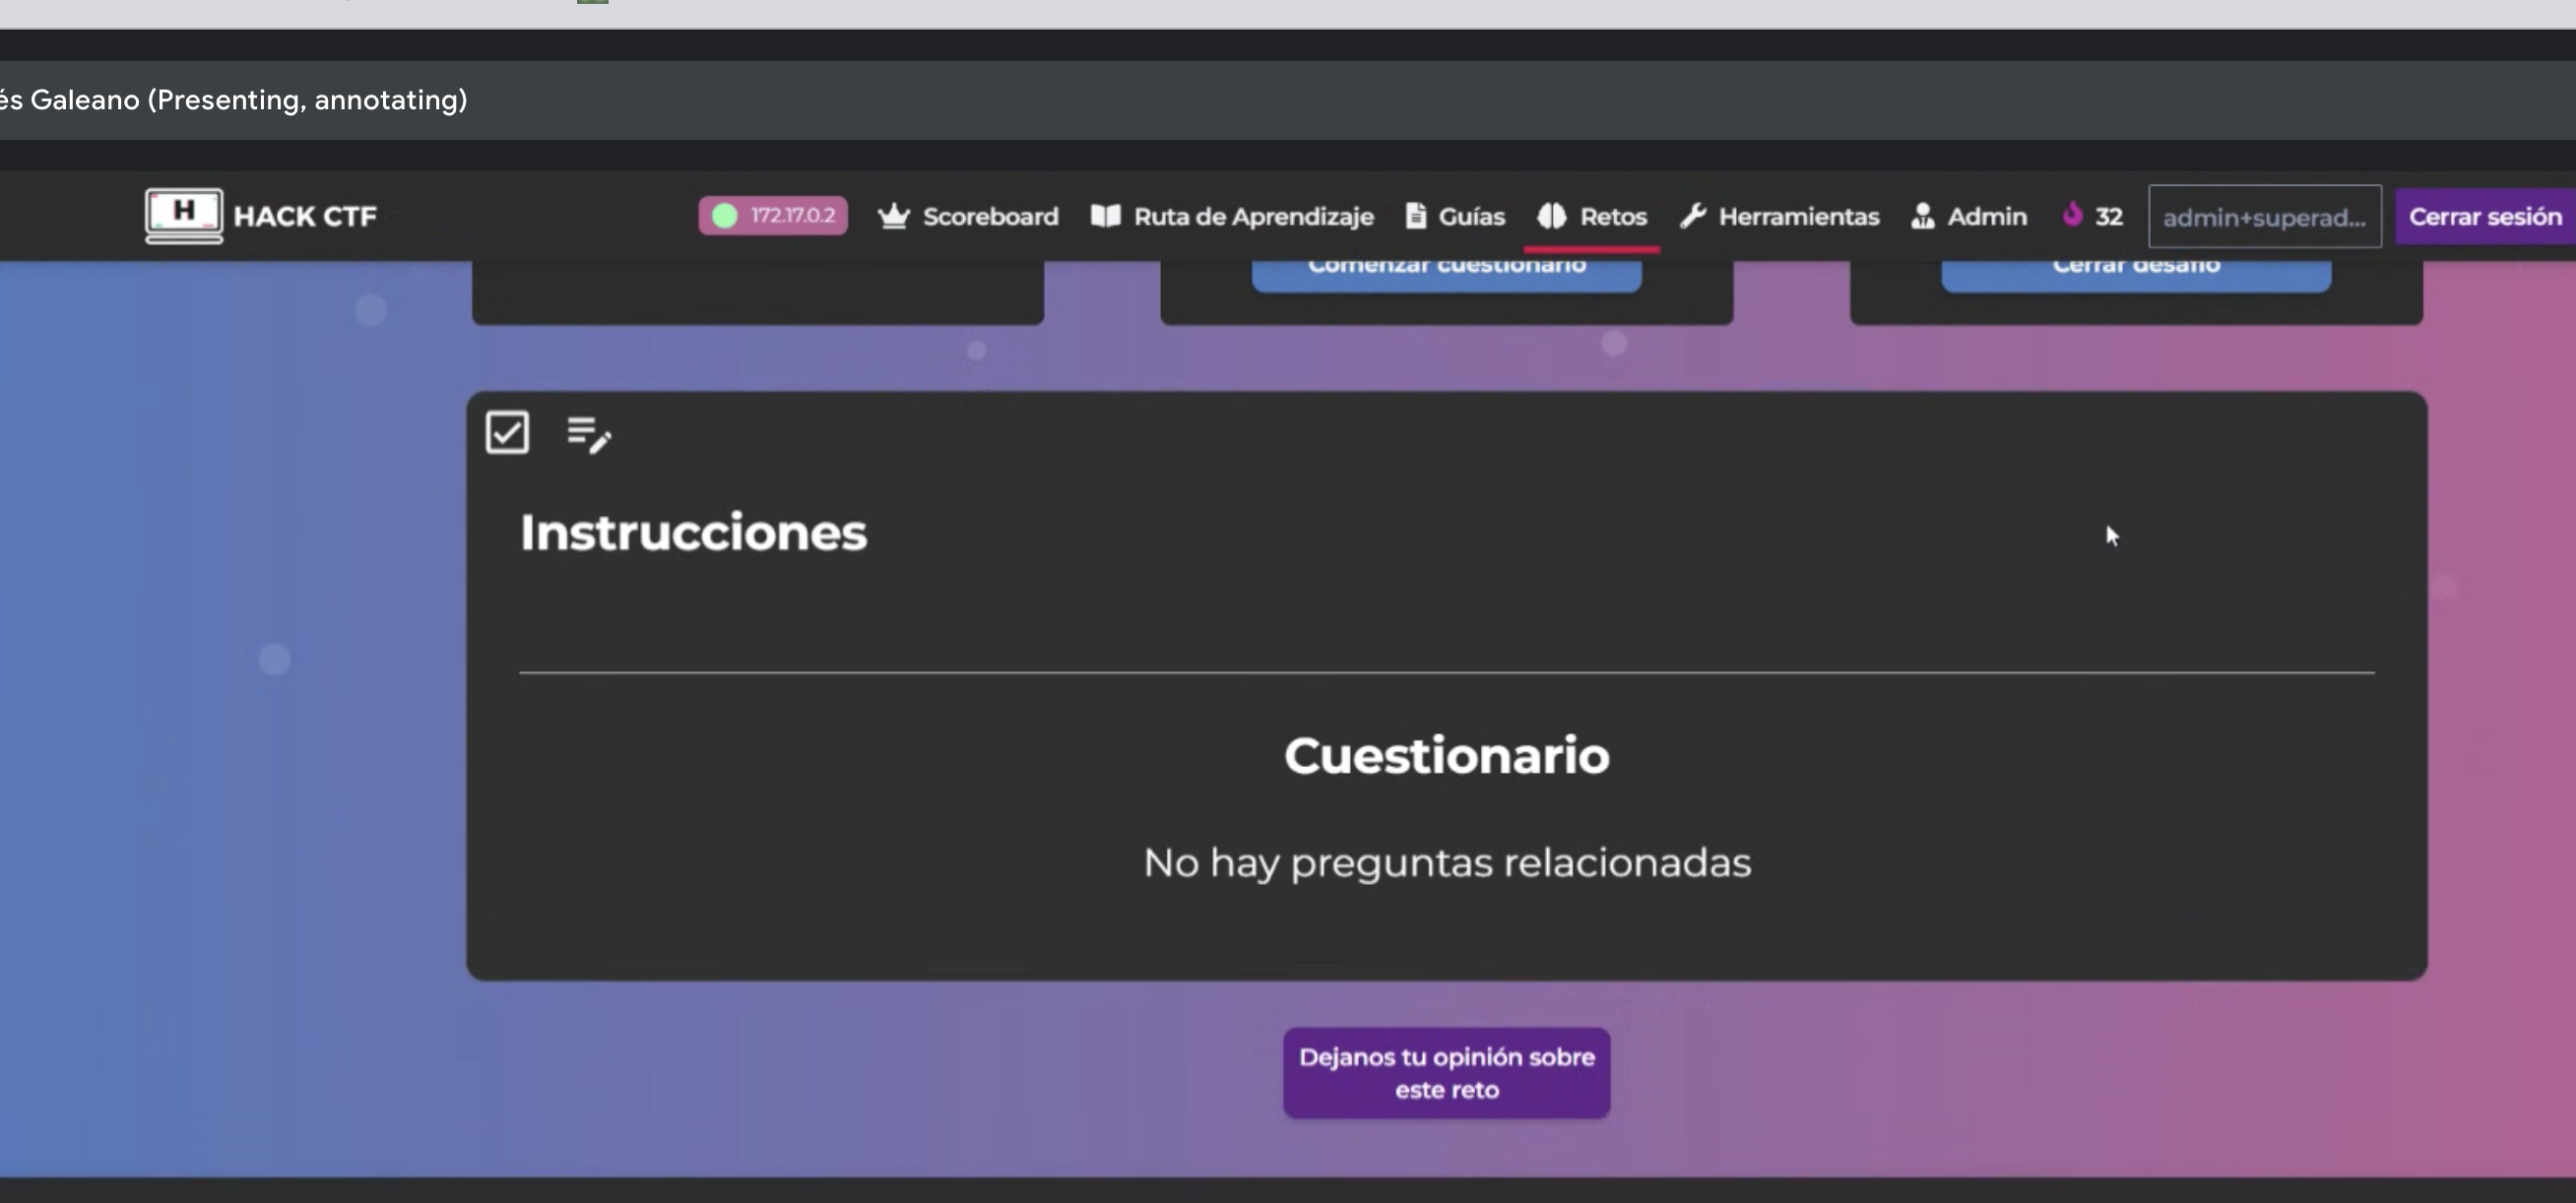 és Galeano (Presenting, annotating)
H HACK CTF
172.17.0.2
Scoreboard
Ruta de Aprendizaje
Guías
Retos
Herramientas
Admin
32
admin+superad...
Cerrar sesión
Comenzar cuestionario
Cerrar desafío
Instrucciones
Cuestionario
No hay preguntas relacionadas
Dejanos tu opinión sobre
este reto